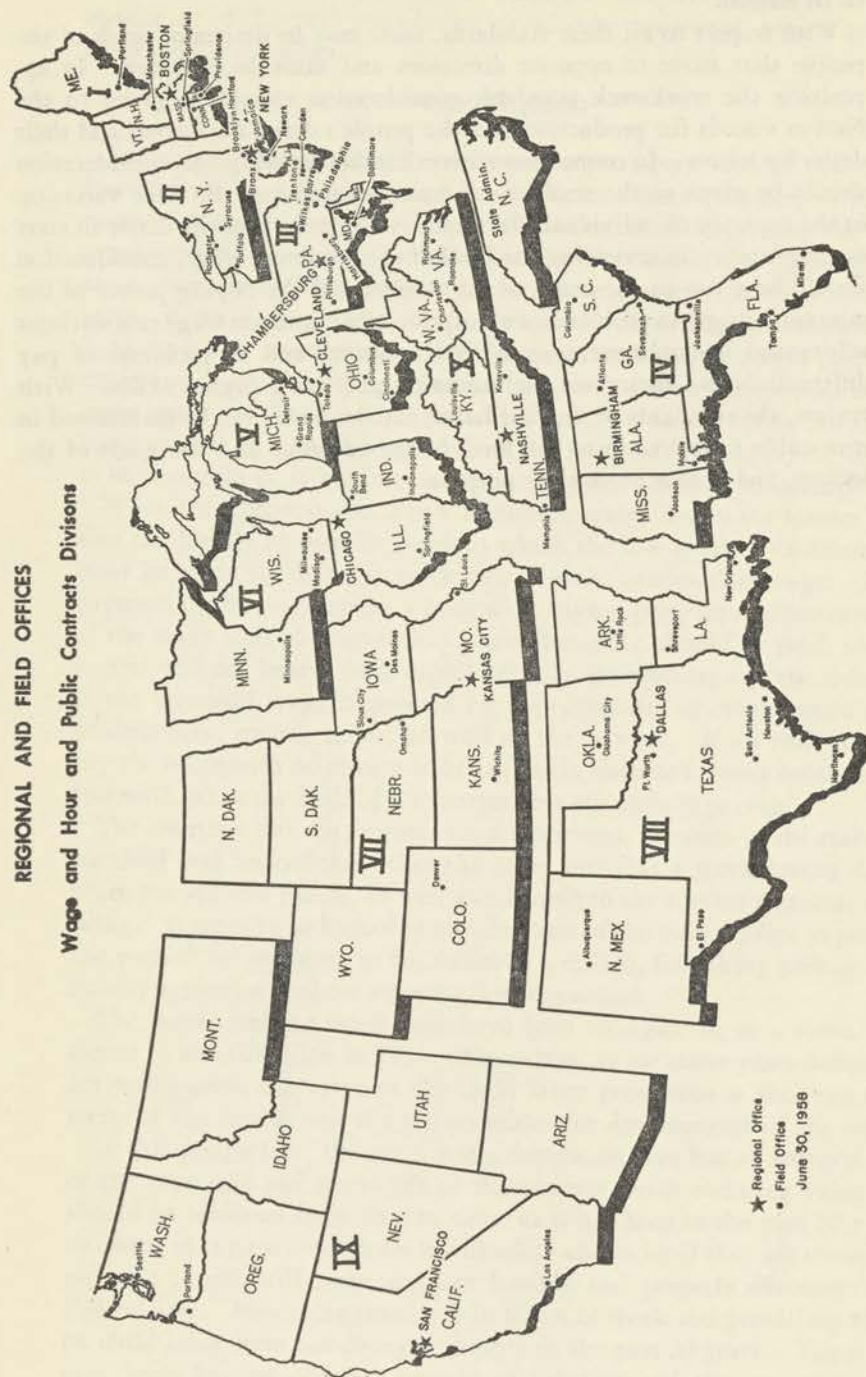 REGIONAL AND FIELD OFFICES
Wage and Hour and Public Contracts Divisons
WASH.
Seattle
Portland
OREG.
IDAHO
MONT.
IX
NEV.
UTAH
SAN FRANCISCO
CALIF.
Los Angeles
ARIZ.
WYO.
COLO.
Denver
N. DAK.
S. DAK.
VII
NEBR.
Omaha
KANS.
Wichita
MINN.
Minneapolis
IOWA
Sioux City
Des Moines
MO.
KANSAS CITY
St. Louis
N. MEX.
Albuquerque
El Paso
VIII
TEXAS
Ft. Worth
DALLAS
San Antonio
Houston
Harlingen
OKLA.
Oklahoma City
ARK.
Little Rock
LA.
Shreveport
New Orleans
VI
WIS.
Milwaukee
Madison
CHICAGO
ILL.
Springfield
IND.
South Bend
Indianapolis
V
MICH.
Detroit
Grand Rapids
OHIO
Toledo
CLEVELAND
Columbus
Cincinnati
X
KY.
Louisville
W. VA.
Charleston
VA.
Richmond
Roanoke
TENN.
NASHVILLE
Knoxville
Memphis
State Admin.
N. C.
MISS.
Jackson
ALA.
BIRMINGHAM
Mobile
IV
GA.
Atlanta
Savannah
S. C.
Columbia
FLA.
Jacksonville
Tampa
Miami
III
PA.
CHAMBERSBURG
Pittsburgh
Harrisburg
Wilkes Barre
Philadelphia
MD.
Baltimore
Trenton
N.J.
Camden
Newark
II
N. Y.
Rochester
Syracuse
Buffalo
Bronx
Brooklyn
Jamaica
NEW YORK
I
ME.
Portland
VT.
N.H.
Manchester
BOSTON
MASS.
Springfield
CONN.
Hartford
Providence
★ Regional Office
• Field Office
June 30, 1958